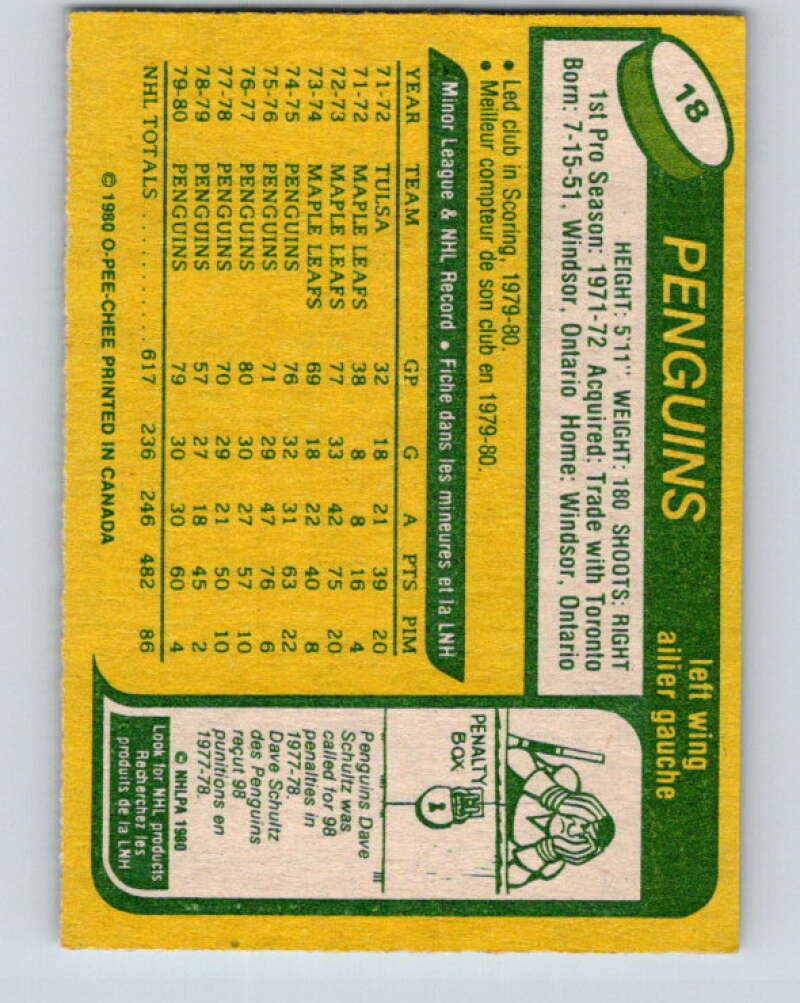 18
PENGUINS
left wing
ailier gauche
HEIGHT: 5'11" WEIGHT: 180 SHOOTS: RIGHT
1st Pro Season: 1971-72 Acquired: Trade with Toronto
Born: 7-15-51, Windsor, Ontario Home: Windsor, Ontario
• Led club in Scoring, 1979-80.
• Meilleur compteur de son club en 1979-80.
Minor League & NHL Record • Fiche dans les mineures et la LNH
YEAR TEAM GP G A PTS PIM
71-72 TULSA 32 18 21 39 20
71-72 MAPLE LEAFS 38 8 8 16 4
72-73 MAPLE LEAFS 77 33 42 75 20
73-74 MAPLE LEAFS 69 18 22 40 8
74-75 PENGUINS 76 32 31 63 22
75-76 PENGUINS 71 29 47 76 6
76-77 PENGUINS 80 30 27 57 10
77-78 PENGUINS 70 29 21 50 10
78-79 PENGUINS 57 27 18 45 2
79-80 PENGUINS 79 30 30 60 4
NHL TOTALS .......... 617 236 246 482 86
© 1980 O-PEE-CHEE PRINTED IN CANADA
PENALTY
BOX
1
Penguins Dave
Schultz was
called for 98
penalties in
1977-78.
Dave Schultz
des Penguins
reçut 98
punitions en
1977-78.
© NHLPA 1980
Look for NHL products
Recherchez les
produits de la LNH